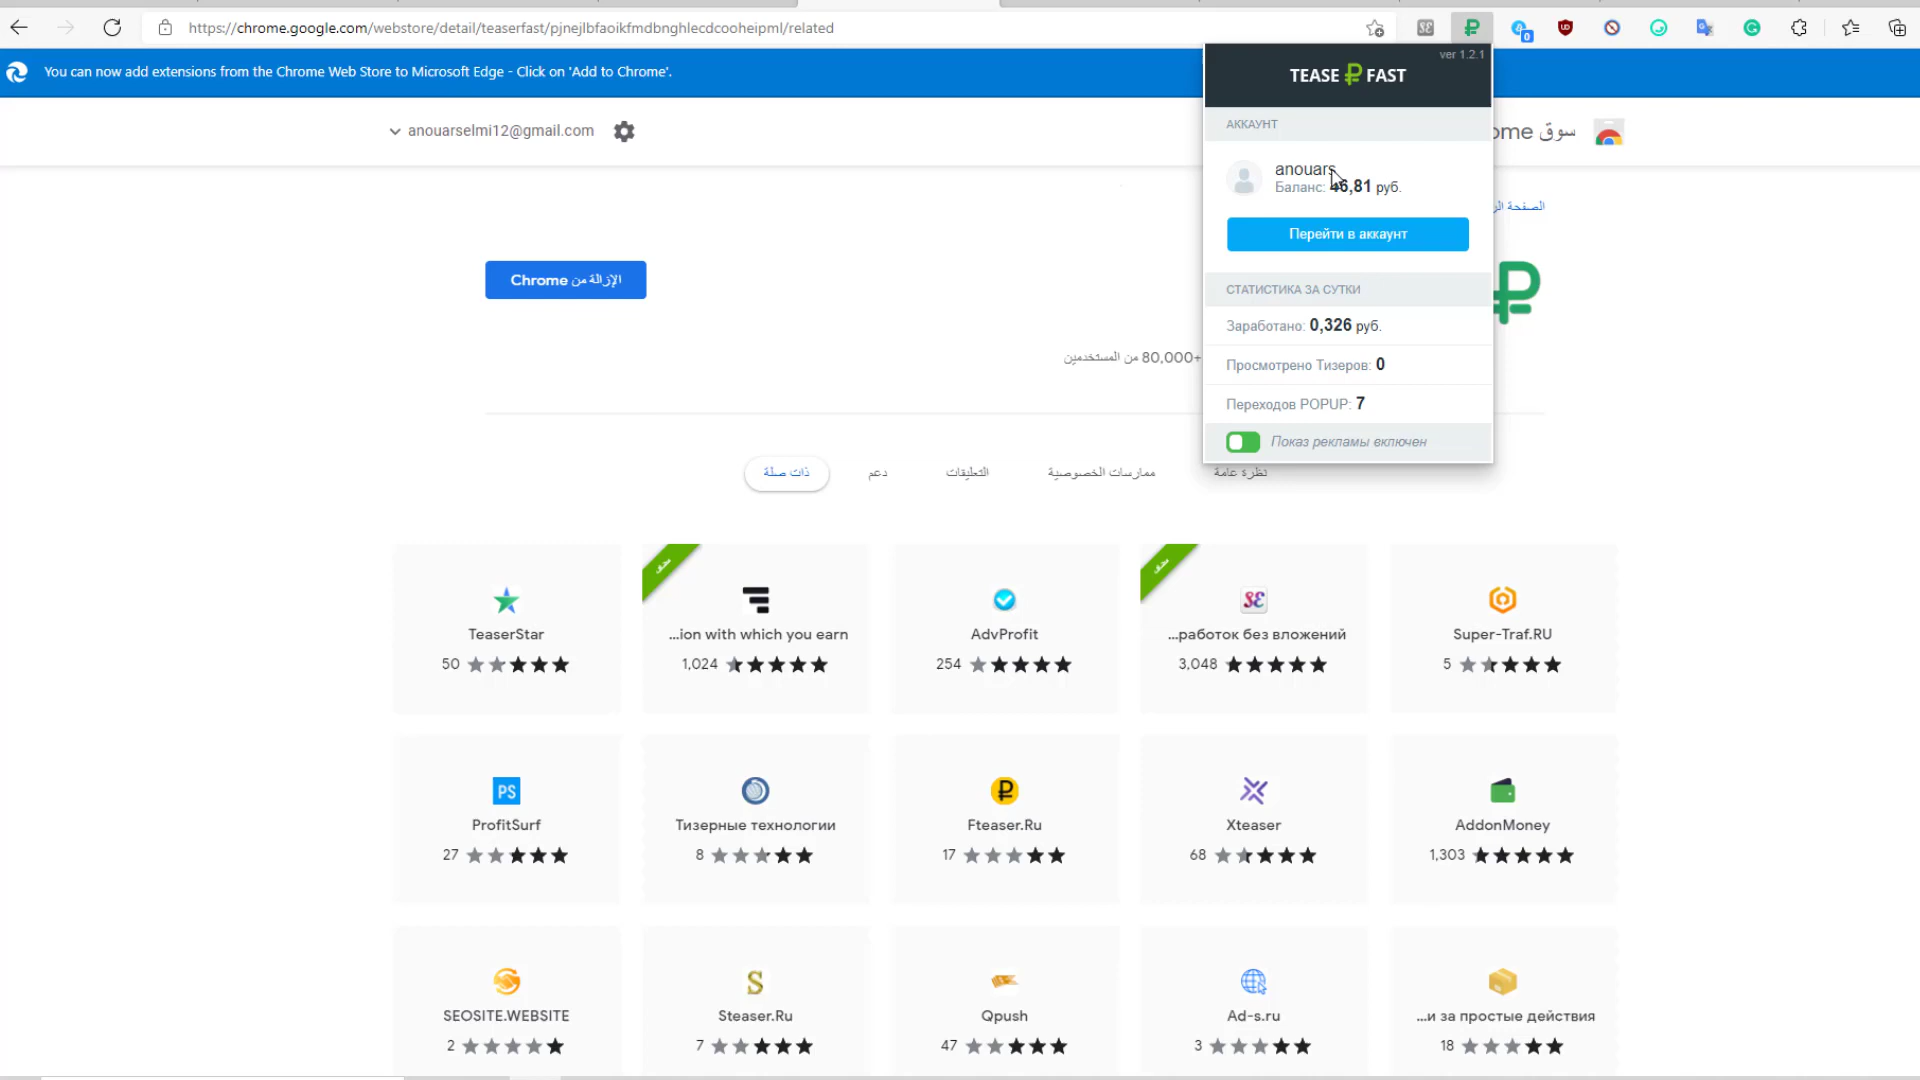 https://chrome.google.com/webstore/detail/teaserfast/pjnejlbfaoikfmdbnghlecdcooheipml/related
You can now add extensions from the Chrome Web Store to Microsoft Edge - Click on 'Add to Chrome'.
ver 1.2.1
TEASE FAST
anouarselmi12@gmail.com
سوق ome
АККАУНТ
anouars
Баланс: 46,81 руб.
الصفحة
Перейти в аккаунт
الإزالة من Chrome
СТАТИСТИКА ЗА СУТКИ
Заработано: 0,326 руб.
+80,000 من المستخدمين
Просмотрено Тизеров: 0
Переходов POPUP: 7
Показ рекламы включен
نظرة عامة
ممارسات الخصوصية
التعليقات
دعم
ذات صلة
TeaserStar
50
...ion with which you earn
1,024
AdvProfit
254
...работок без вложений
3,048
Super-Traf.RU
5
ProfitSurf
27
Тизерные технологии
8
Fteaser.Ru
17
Xteaser
68
AddonMoney
1,303
SEOSITE.WEBSITE
2
Steaser.Ru
7
Qpush
47
Ad-s.ru
3
...и за простые действия
18